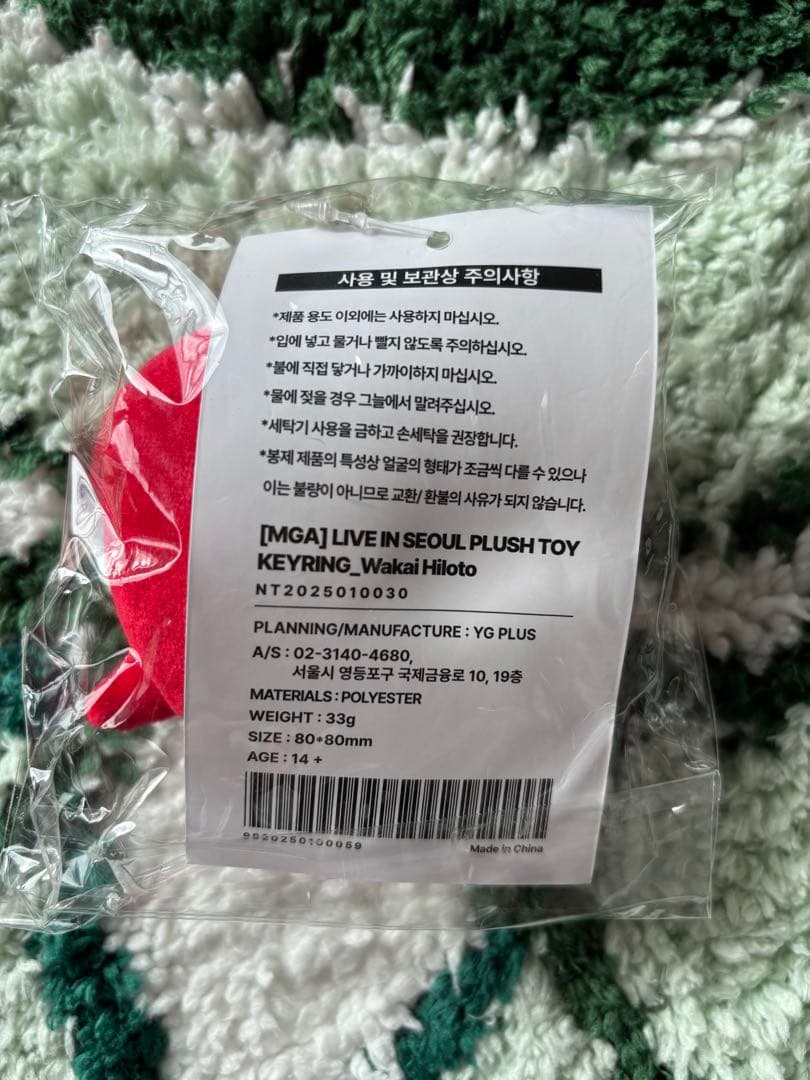 사용 및 보관상 주의사항
*제품 용도 이외에는 사용하지 마십시오.
*입에 넣고 물거나 빨지 않도록 주의하십시오.
*불에 직접 닿거나 가까이하지 마십시오.
*물에 젖을 경우 그늘에서 말려주십시오.
*세탁기 사용을 금하고 손세탁을 권장합니다.
*봉제 제품의 특성상 얼굴의 형태가 조금씩 다를 수 있으나
이는 불량이 아니므로 교환/ 환불의 사유가 되지 않습니다.
[MGA] LIVE IN SEOUL PLUSH TOY
KEYRING_Wakai Hiloto
NT2025010030
PLANNING/MANUFACTURE : YG PLUS
A/S : 02-3140-4680,
서울시 영등포구 국제금융로 10, 19층
MATERIALS : POLYESTER
WEIGHT : 33g
SIZE : 80*80mm
AGE : 14 +
9920250100059
Made in China